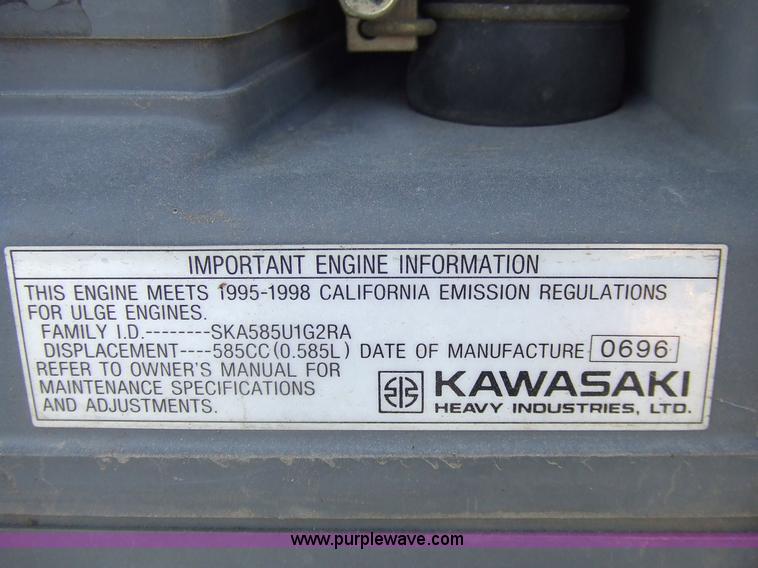 IMPORTANT ENGINE INFORMATION
THIS ENGINE MEETS 1995-1998 CALIFORNIA EMISSION REGULATIONS
FOR ULGE ENGINES.
FAMILY I.D.--------SKA585U1G2RA
DISPLACEMENT----585CC(0.585L) DATE OF MANUFACTURE 0696
REFER TO OWNER'S MANUAL FOR
MAINTENANCE SPECIFICATIONS
AND ADJUSTMENTS.
KAWASAKI
HEAVY INDUSTRIES, LTD.
www.purplewave.com